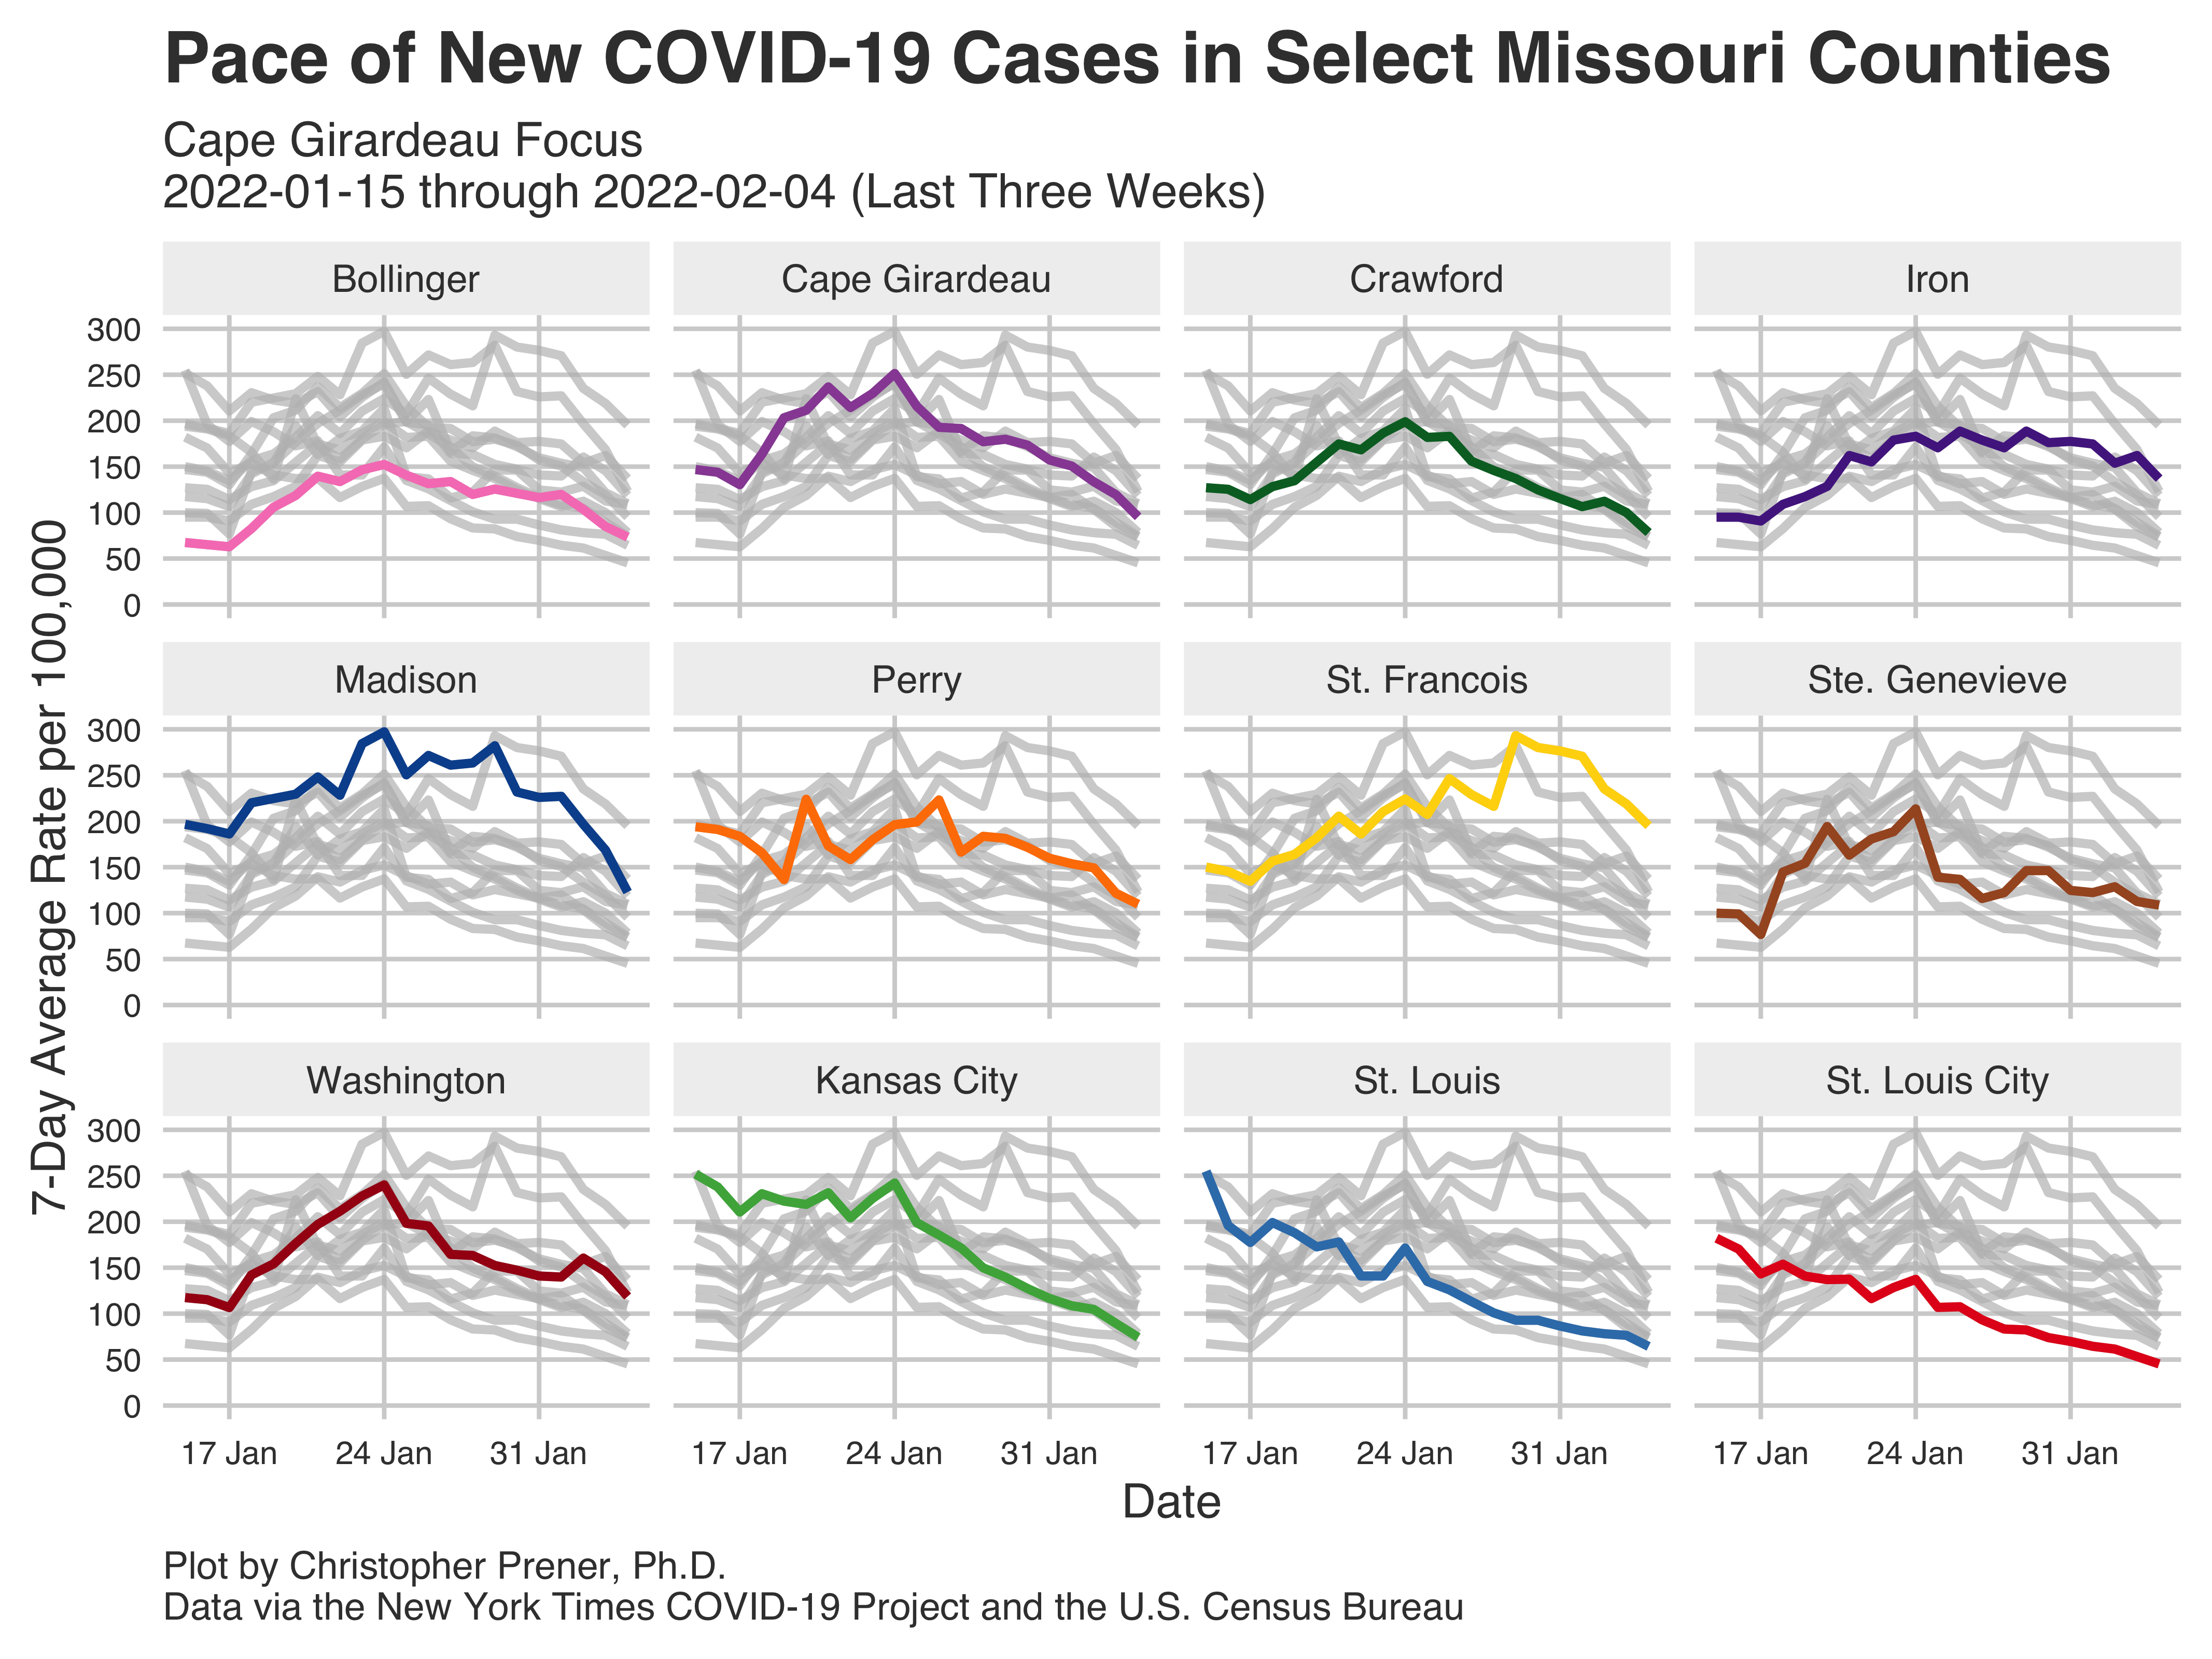 Pace of New COVID-19 Cases in Select Missouri Counties
Cape Girardeau Focus
2022-01-15 through 2022-02-04 (Last Three Weeks)
7-Day Average Rate per 100,000
Bollinger
Cape Girardeau
Crawford
Iron
300
250
200
150
100
50
0
Madison
Perry
St. Francois
Ste. Genevieve
300
250
200
150
100
50
0
Washington
Kansas City
St. Louis
St. Louis City
300
250
200
150
100
50
0
17 Jan 24 Jan 31 Jan
17 Jan 24 Jan 31 Jan
17 Jan 24 Jan 31 Jan
17 Jan 24 Jan 31 Jan
Date
Plot by Christopher Prener, Ph.D.
Data via the New York Times COVID-19 Project and the U.S. Census Bureau